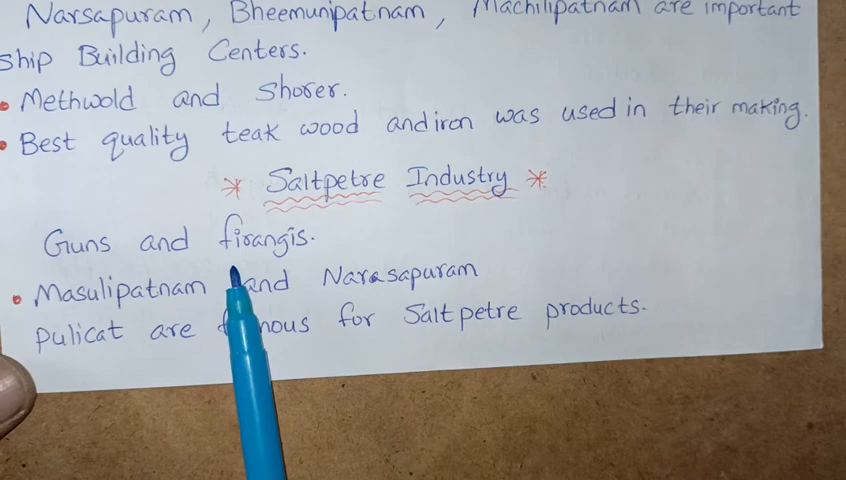 Narsapuram, Bheemunipatnam, Machilipatnam are important
Ship Building Centers.
• Methwold and Shorer.
• Best quality teak wood and iron was used in their making.
* Saltpetre Industry *
Guns and firangis.
• Masulipatnam and Narasapuram
pulicat are for Saltpetre products.